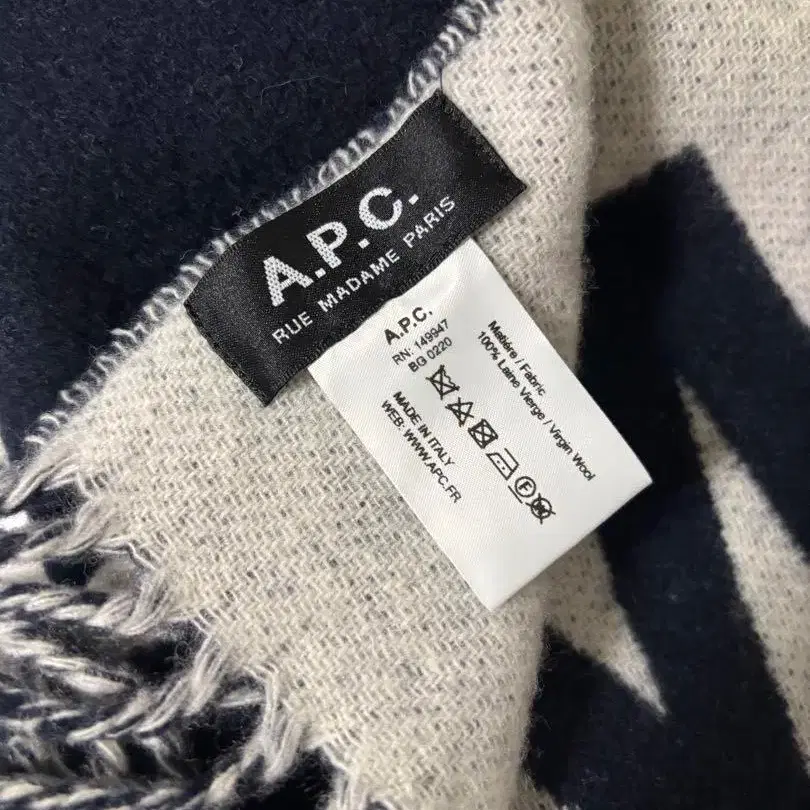 A.P.C.
RUE MADAME PARIS
A.P.C.
RN: 149947
BG 0220
Matière / Fabric
100% Laine Vierge / Virgin Wool
F
MADE IN ITALY
WEB: WWW.APC.FR